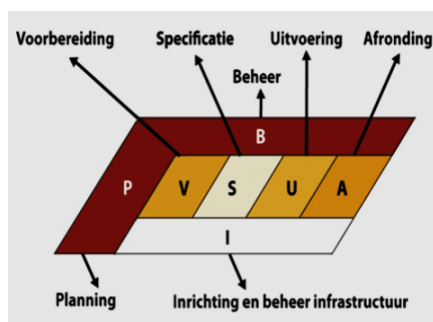 Voorbereiding Specificatie Uitvoering Afronding
Beheer
B
P V S U A
I
Planning Inrichting en beheer infrastructuur